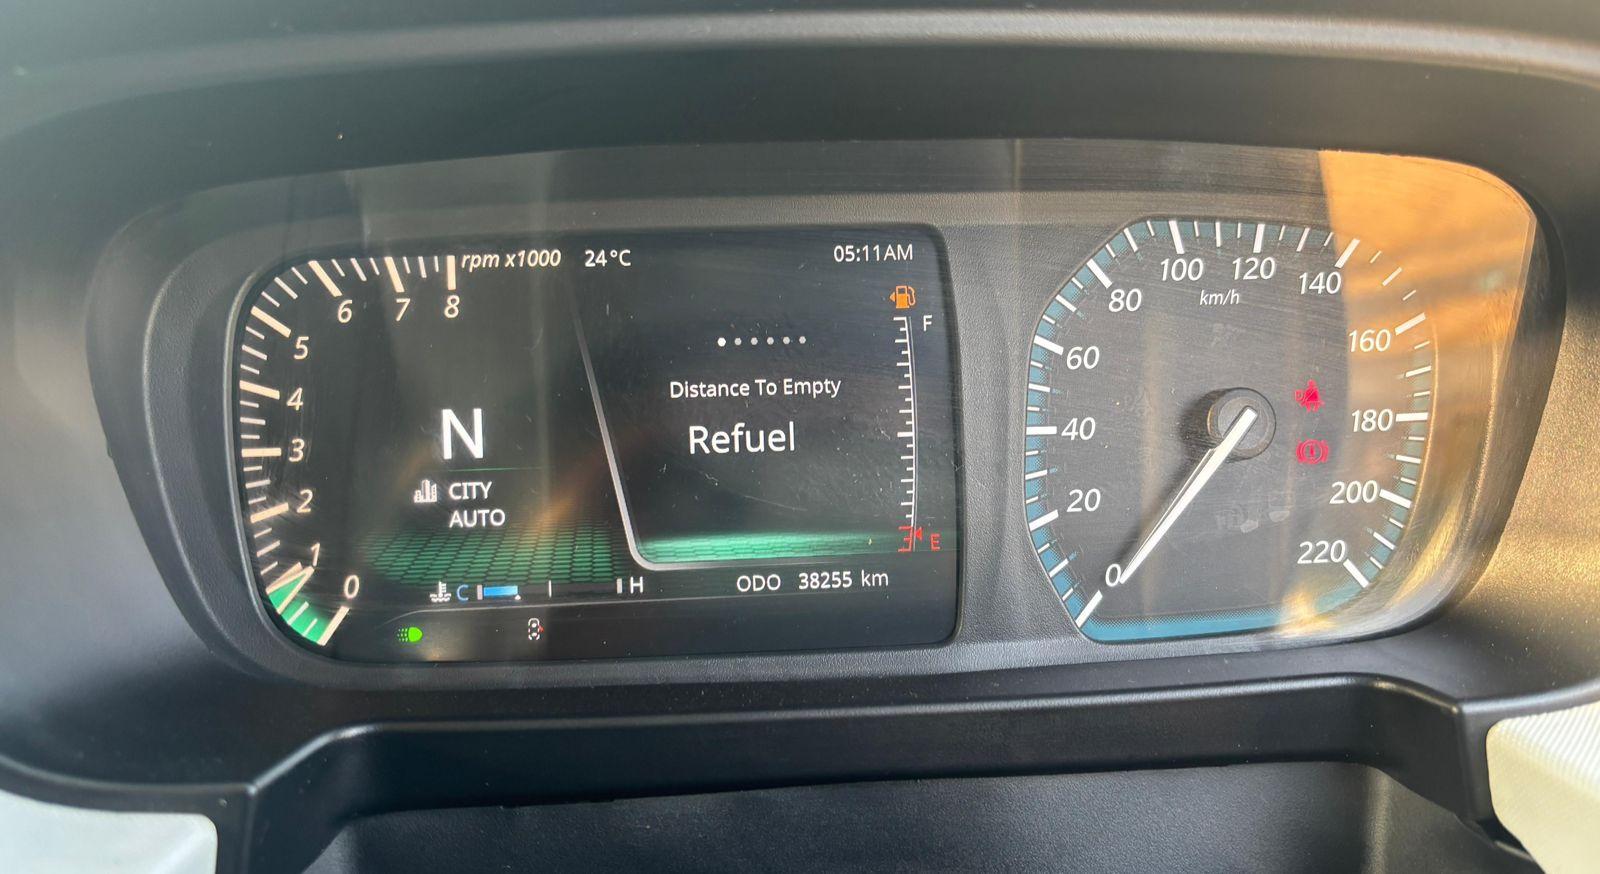 rpm x1000
24°C
05:11AM
8
7
6
5
4
3
2
1
0
N
CITY
AUTO
Distance To Empty
Refuel
F
E
C
H
ODO 38255 km
0
20
40
60
80
100
120
140
160
180
200
220
km/h